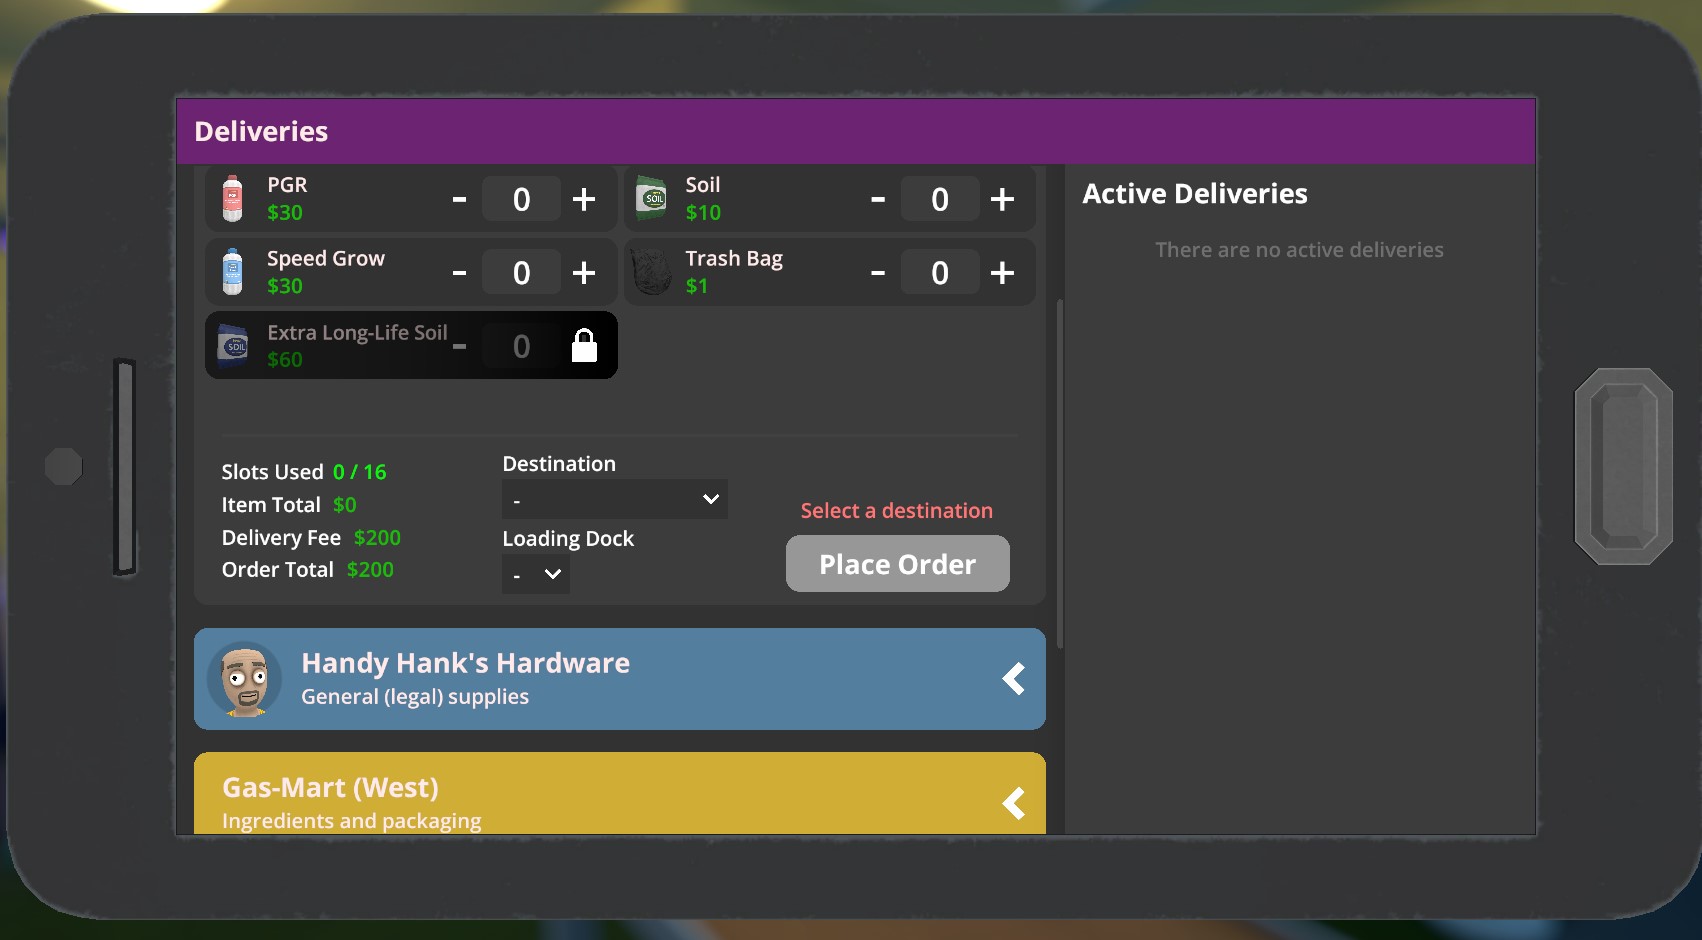 Deliveries
PGR
$30
- 0 +
Soil
$10
- 0 +
Speed Grow
$30
- 0 +
Trash Bag
$1
- 0 +
Extra Long-Life Soil
$60
- 0
SOIL
SOIL
Slots Used 0 / 16
Item Total $0
Delivery Fee $200
Order Total $200
Destination
-
Loading Dock
-
Select a destination
Place Order
Handy Hank's Hardware
General (legal) supplies
Gas-Mart (West)
Ingredients and packaging
Active Deliveries
There are no active deliveries